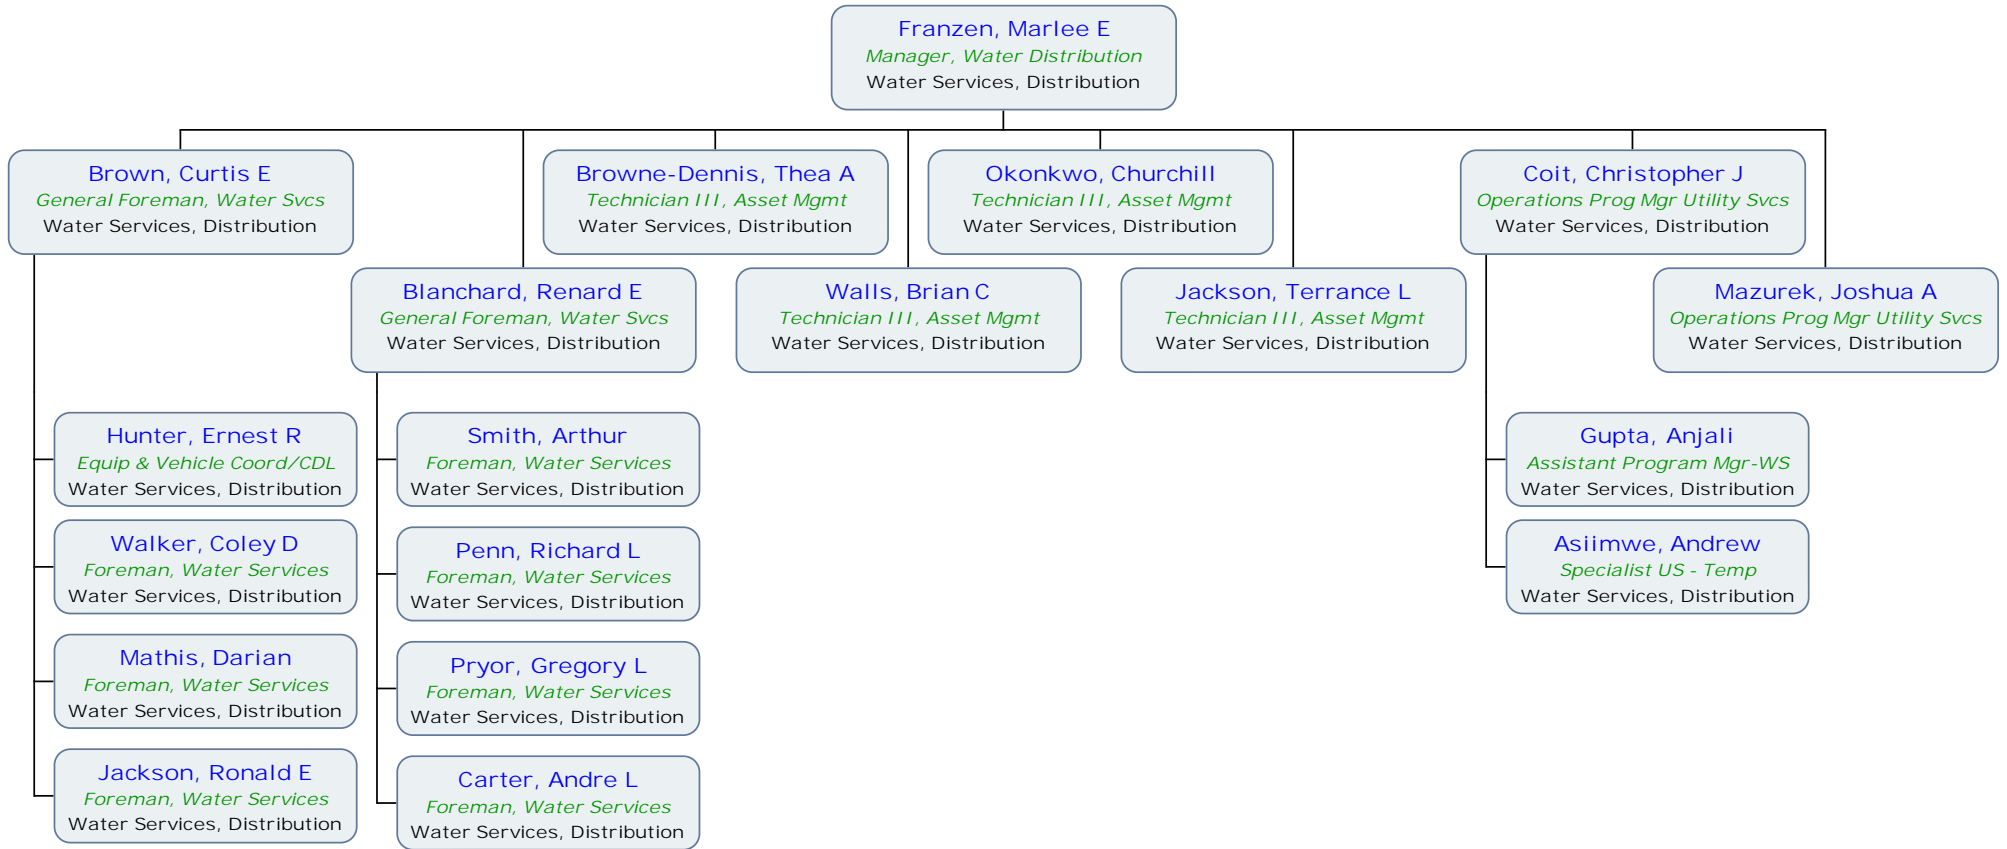 Franzen, Marlee E
Manager, Water Distribution
Water Services, Distribution
Brown, Curtis E
General Foreman, Water Svcs
Water Services, Distribution
Browne-Dennis, Thea A
Technician III, Asset Mgmt
Water Services, Distribution
Okonkwo, Churchill
Technician III, Asset Mgmt
Water Services, Distribution
Coit, Christopher J
Operations Prog Mgr Utility Svcs
Water Services, Distribution
Blanchard, Renard E
General Foreman, Water Svcs
Water Services, Distribution
Walls, Brian C
Technician III, Asset Mgmt
Water Services, Distribution
Jackson, Terrance L
Technician III, Asset Mgmt
Water Services, Distribution
Mazurek, Joshua A
Operations Prog Mgr Utility Svcs
Water Services, Distribution
Hunter, Ernest R
Equip & Vehicle Coord/CDL
Water Services, Distribution
Walker, Coley D
Foreman, Water Services
Water Services, Distribution
Mathis, Darian
Foreman, Water Services
Water Services, Distribution
Jackson, Ronald E
Foreman, Water Services
Water Services, Distribution
Smith, Arthur
Foreman, Water Services
Water Services, Distribution
Penn, Richard L
Foreman, Water Services
Water Services, Distribution
Pryor, Gregory L
Foreman, Water Services
Water Services, Distribution
Carter, Andre L
Foreman, Water Services
Water Services, Distribution
Gupta, Anjali
Assistant Program Mgr-WS
Water Services, Distribution
Asiimwe, Andrew
Specialist US - Temp
Water Services, Distribution